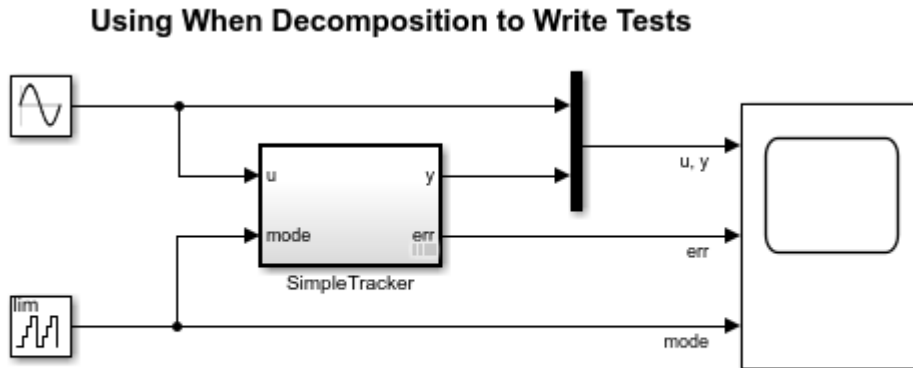 Using When Decomposition to Write Tests
u
y
u, y
mode
err
err
SimpleTracker
lim
mode